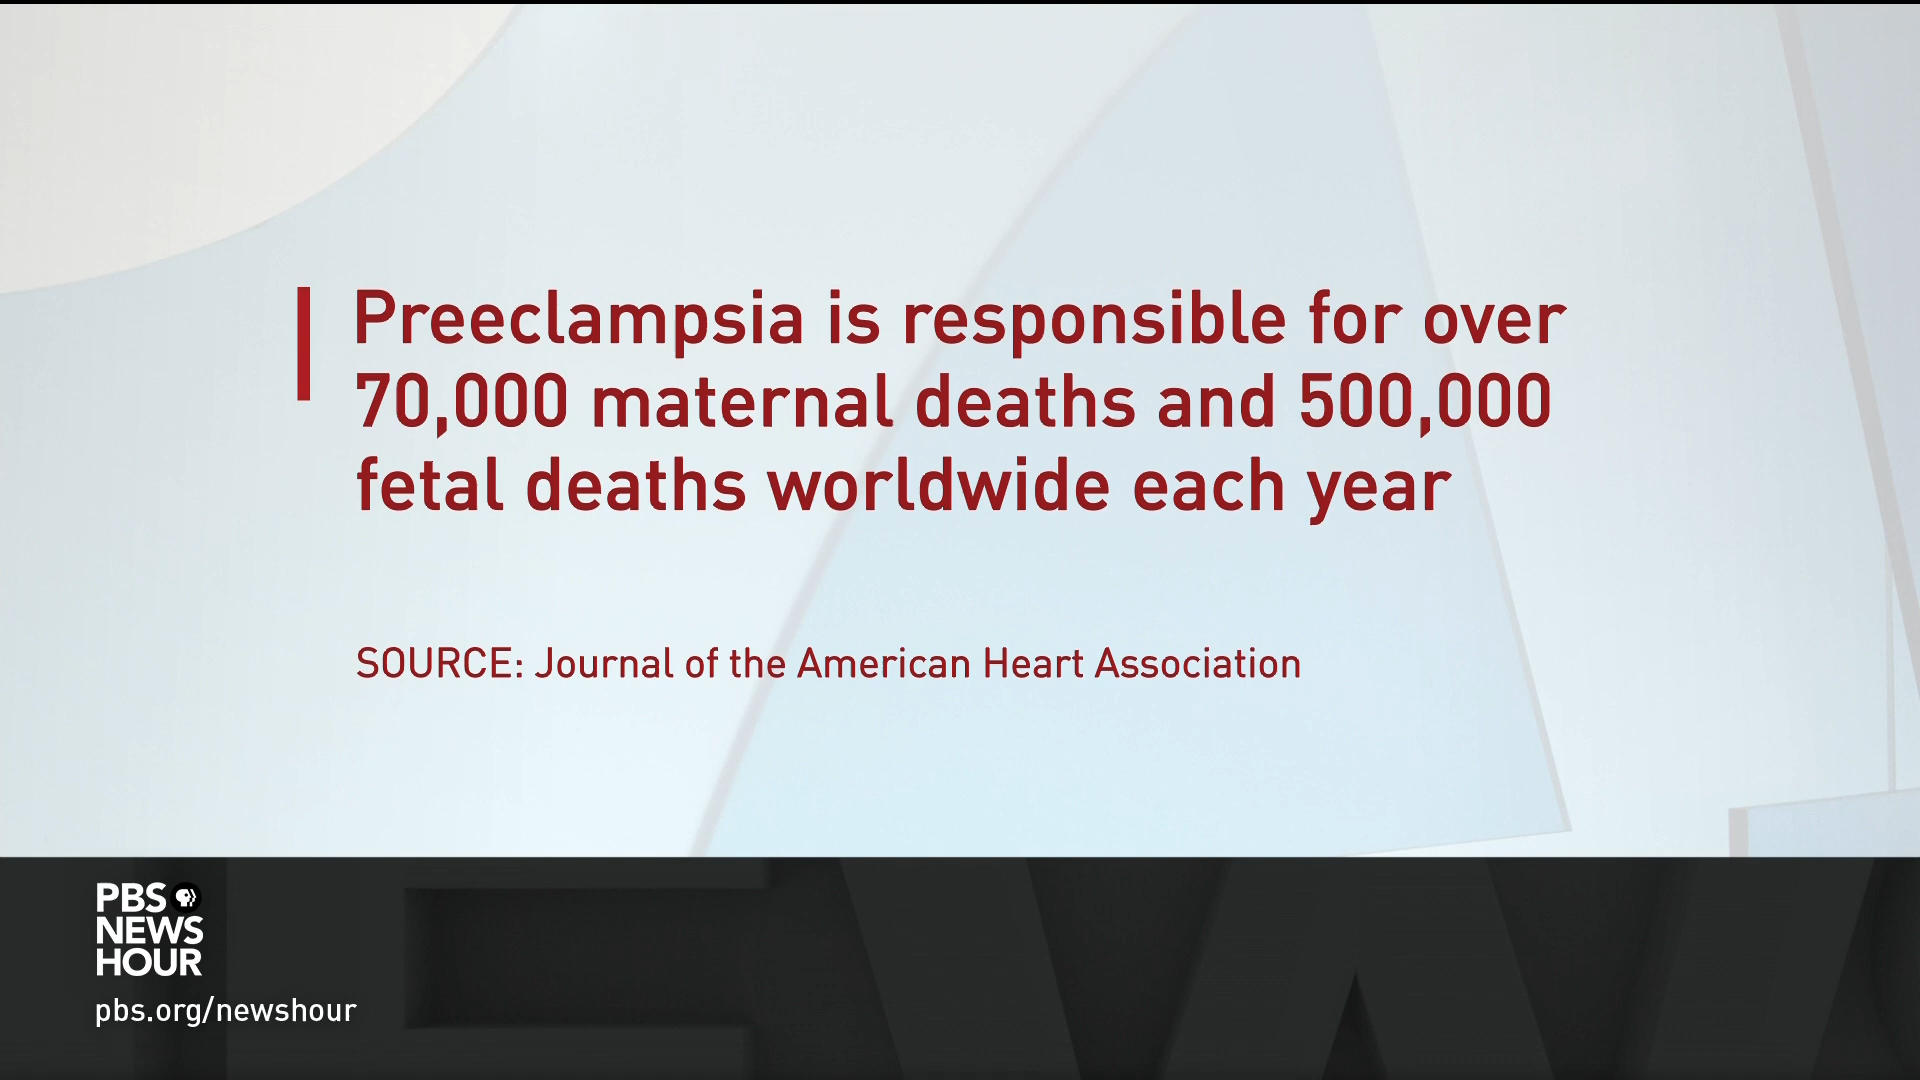 Preeclampsia is responsible for over
70,000 maternal deaths and 500,000
fetal deaths worldwide each year
SOURCE: Journal of the American Heart Association
PBS
NEWS
HOUR
pbs.org/newshour